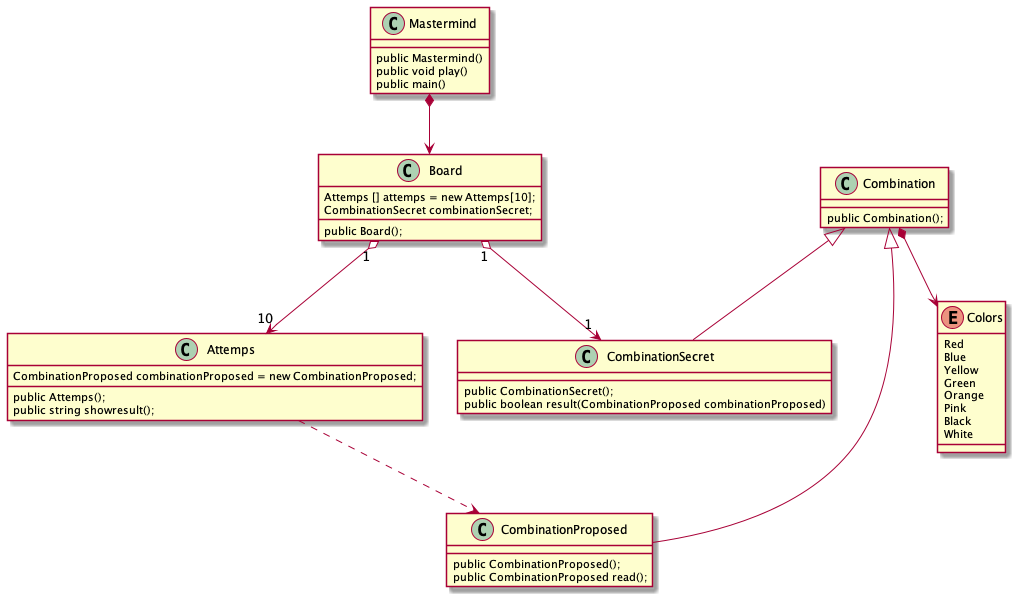 C Mastermind
public Mastermind()
public void play()
public main()
C Board
Attemps [] attemps = new Attemps[10];
CombinationSecret combinationSecret;
public Board();
1
1
10
1
C Combination
public Combination();
E Colors
Red
Blue
Yellow
Green
Orange
Pink
Black
White
C Attemps
CombinationProposed combinationProposed = new CombinationProposed;
public Attemps();
public string showresult();
C CombinationSecret
public CombinationSecret();
public boolean result(CombinationProposed combinationProposed)
C CombinationProposed
public CombinationProposed();
public CombinationProposed read();